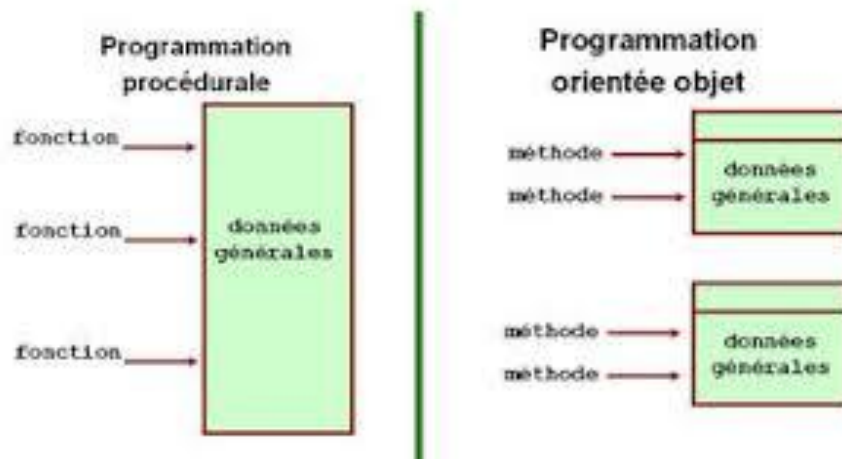 Programmation
procédurale
fonction
fonction
fonction
données
générales
Programmation
orientée objet
méthode
méthode
données
générales
méthode
méthode
données
générales